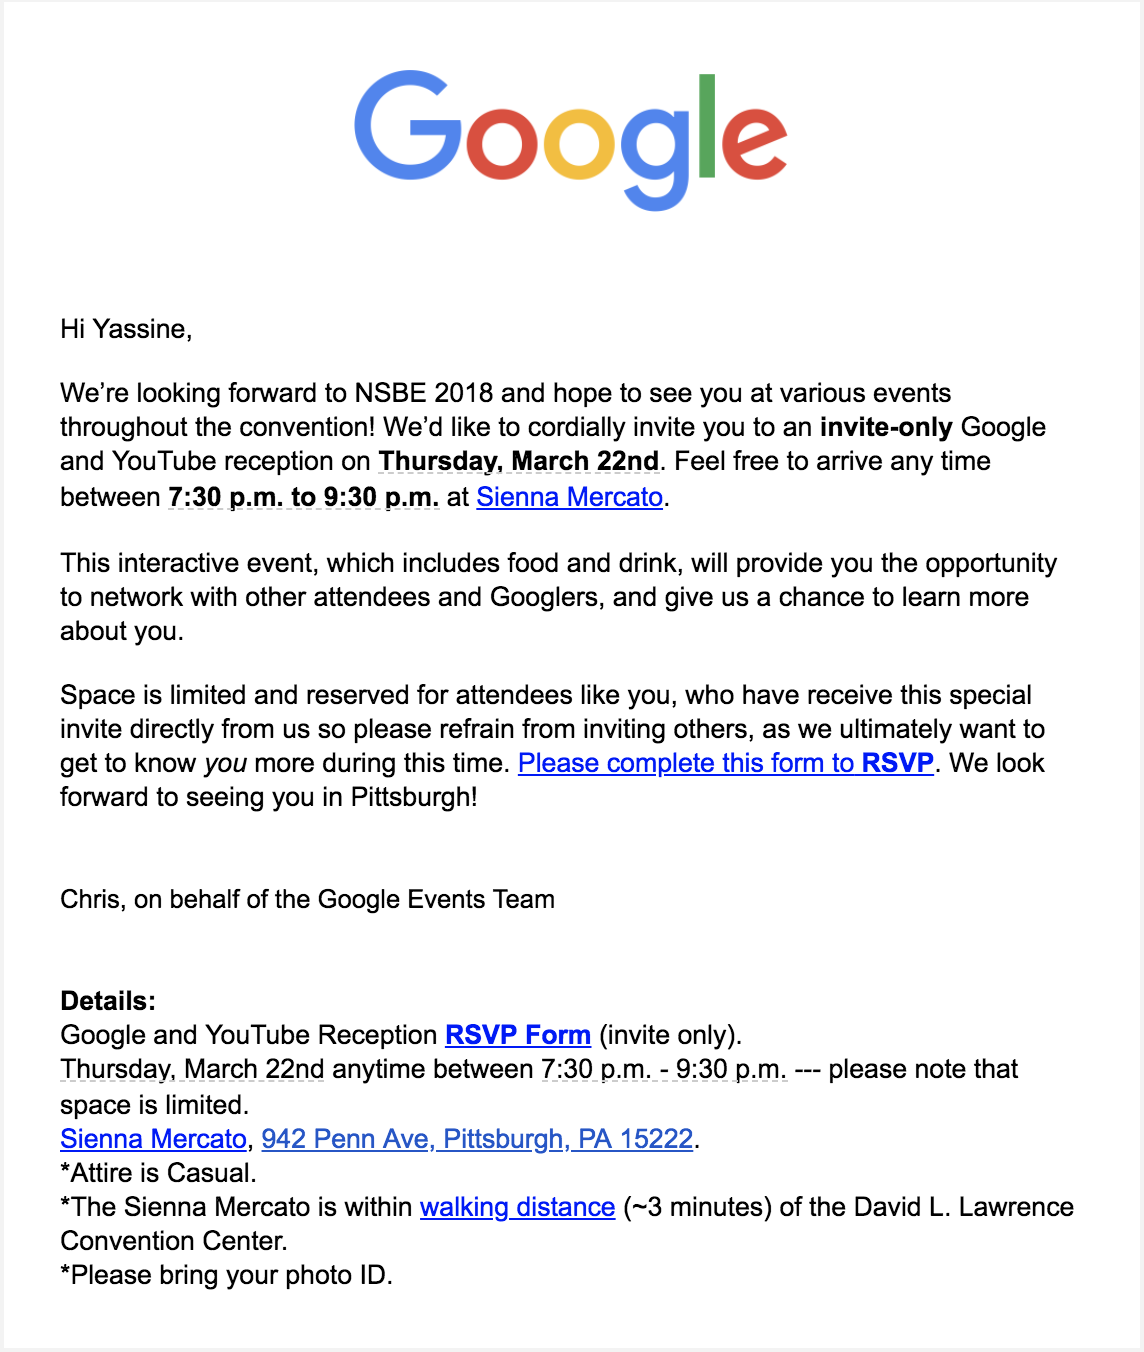 Google
Hi Yassine,
We’re looking forward to NSBE 2018 and hope to see you at various events
throughout the convention! We’d like to cordially invite you to an invite-only Google
and YouTube reception on Thursday, March 22nd. Feel free to arrive any time
between 7:30 p.m. to 9:30 p.m. at Sienna Mercato.
This interactive event, which includes food and drink, will provide you the opportunity
to network with other attendees and Googlers, and give us a chance to learn more
about you.
Space is limited and reserved for attendees like you, who have receive this special
invite directly from us so please refrain from inviting others, as we ultimately want to
get to know you more during this time. Please complete this form to RSVP. We look
forward to seeing you in Pittsburgh!
Chris, on behalf of the Google Events Team
Details:
Google and YouTube Reception RSVP Form (invite only).
Thursday, March 22nd anytime between 7:30 p.m. - 9:30 p.m. --- please note that
space is limited.
Sienna Mercato, 942 Penn Ave, Pittsburgh, PA 15222.
*Attire is Casual.
*The Sienna Mercato is within walking distance (~3 minutes) of the David L. Lawrence
Convention Center.
*Please bring your photo ID.